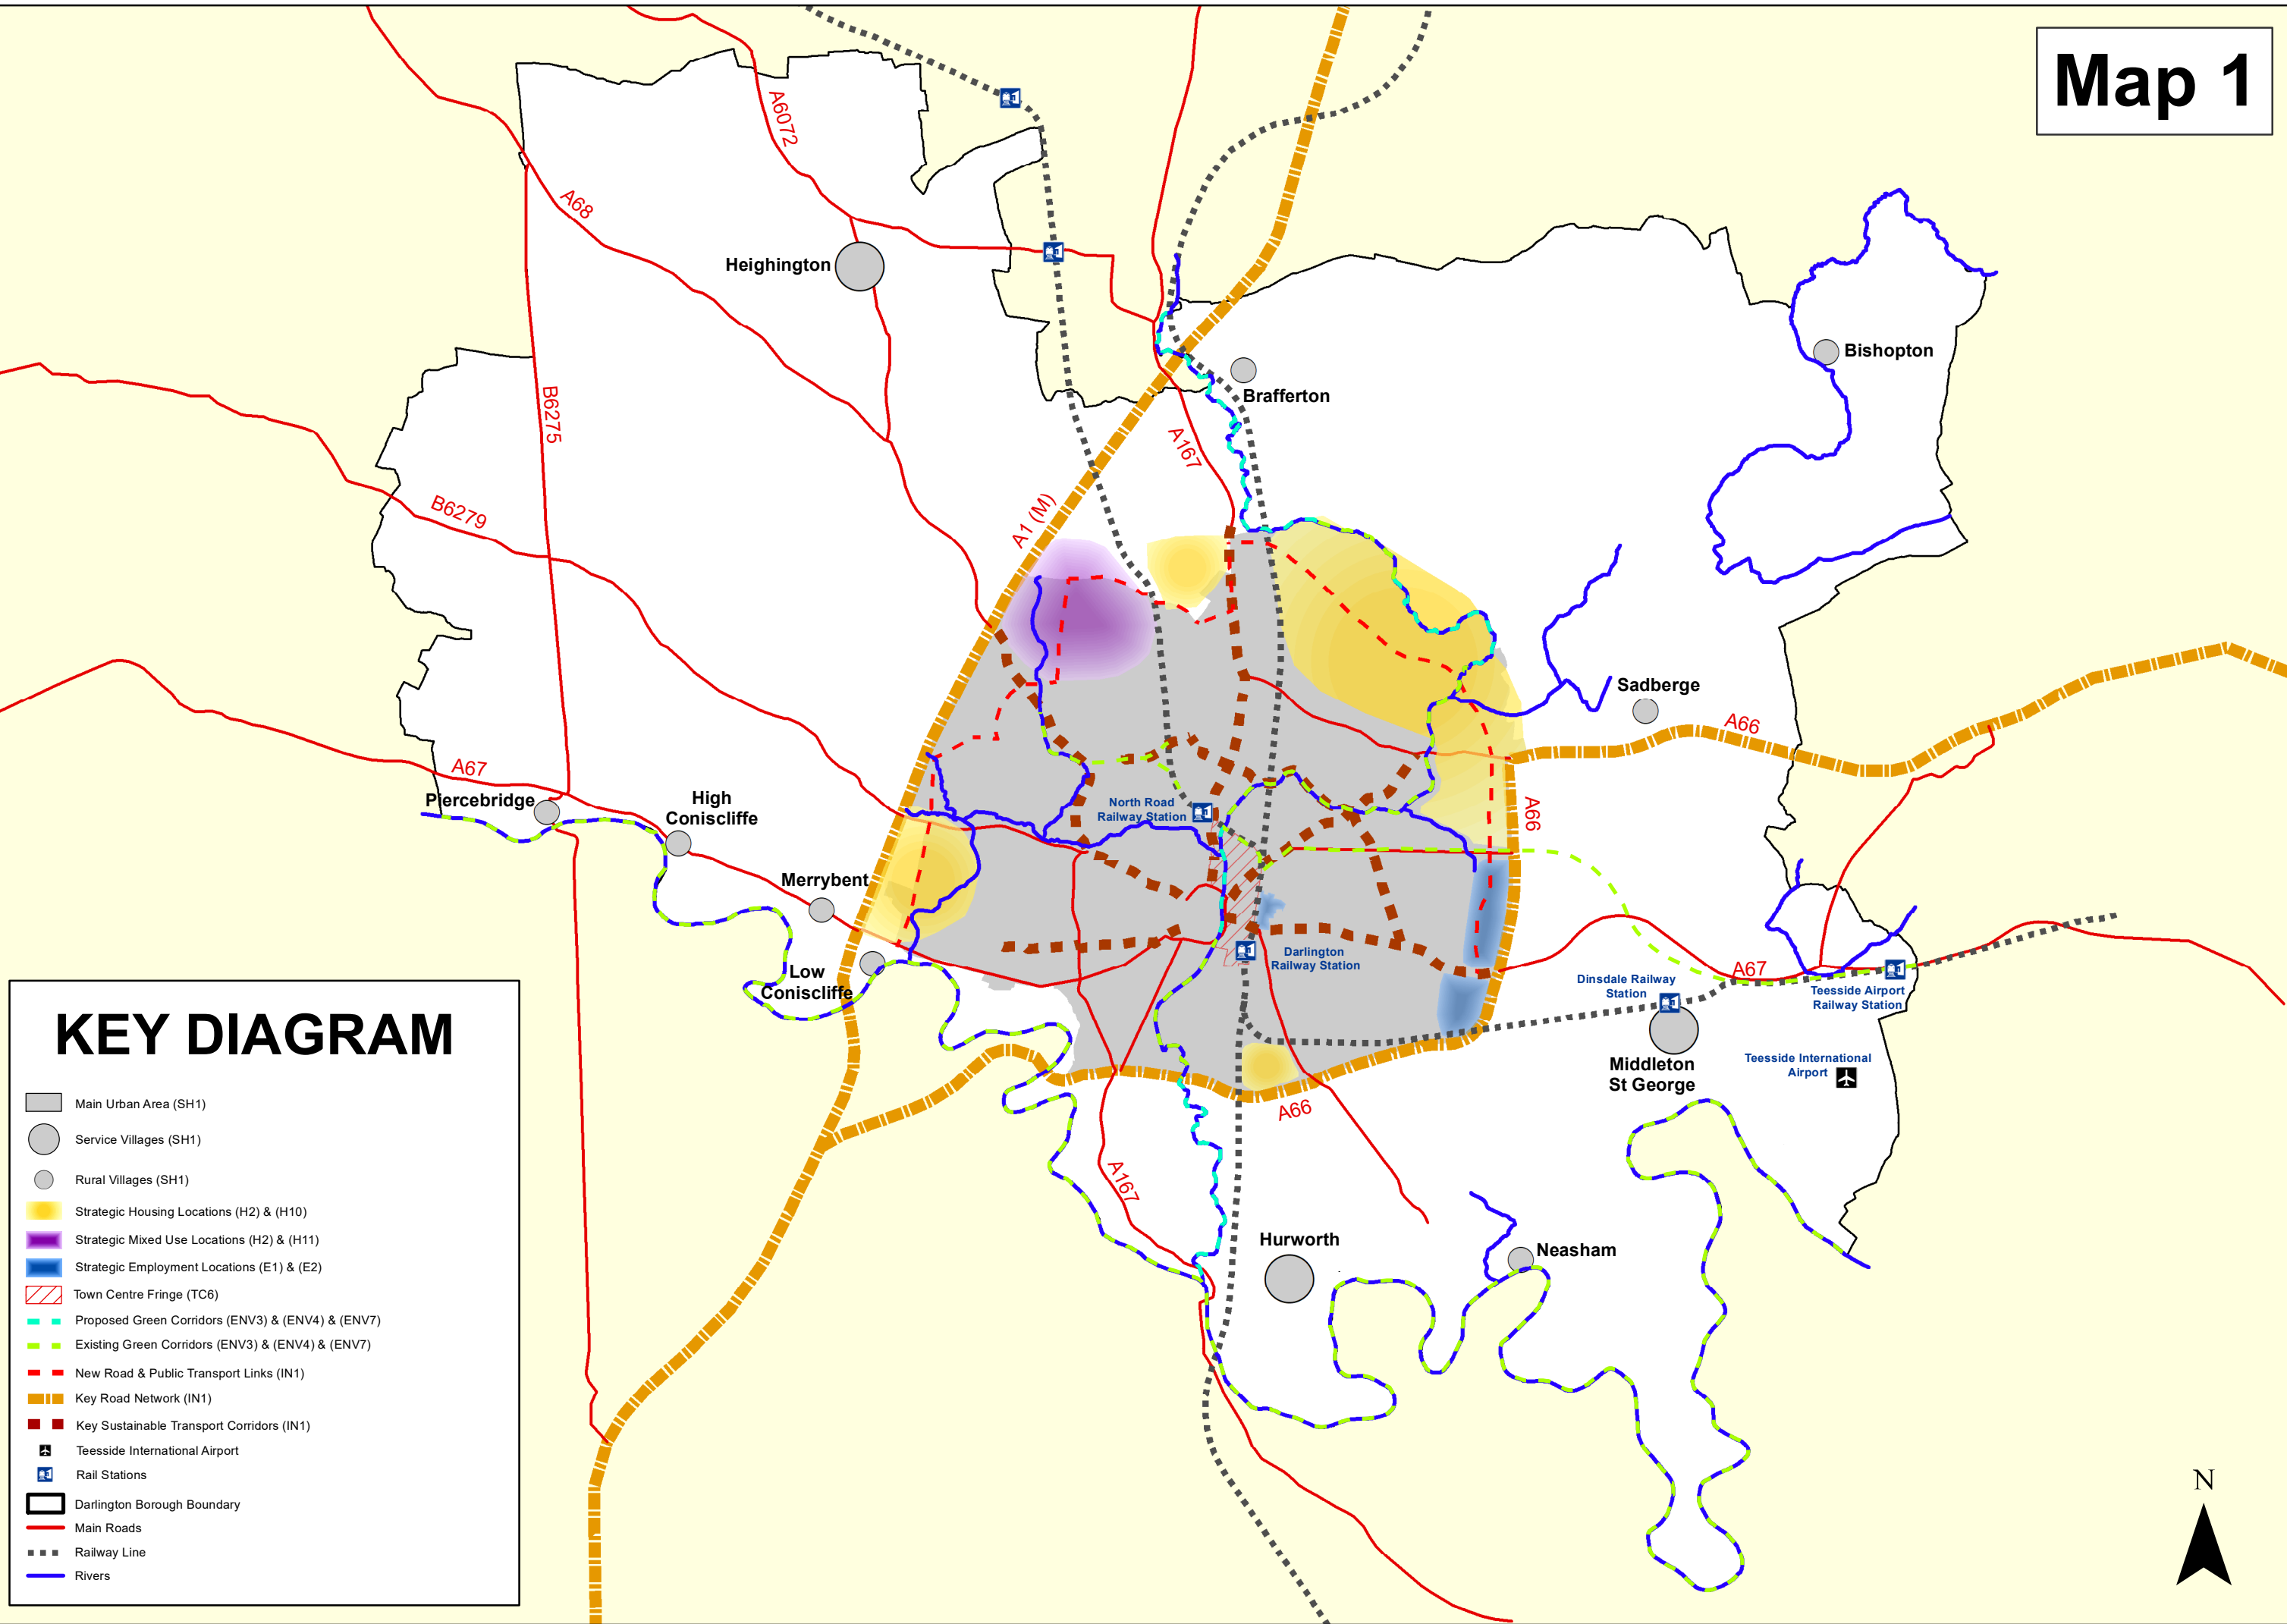 Map 1
A6072
A68
Heighington
Bishopton
Brafferton
B6275
A167
B6279
A1 (M)
Sadberge
A66
A67
Piercebridge
High
Coniscliffe
North Road
Railway Station
A66
Merrybent
Darlington
Railway Station
Low
Coniscliffe
A67
Dinsdale Railway
Station
Teesside Airport
Railway Station
Middleton
St George
Teesside International
Airport
A66
A167
Hurworth
Neasham
KEY DIAGRAM
Main Urban Area (SH1)
Service Villages (SH1)
Rural Villages (SH1)
Strategic Housing Locations (H2) & (H10)
Strategic Mixed Use Locations (H2) & (H11)
Strategic Employment Locations (E1) & (E2)
Town Centre Fringe (TC6)
Proposed Green Corridors (ENV3) & (ENV4) & (ENV7)
Existing Green Corridors (ENV3) & (ENV4) & (ENV7)
New Road & Public Transport Links (IN1)
Key Road Network (IN1)
Key Sustainable Transport Corridors (IN1)
Teesside International Airport
Rail Stations
Darlington Borough Boundary
Main Roads
Railway Line
Rivers
N